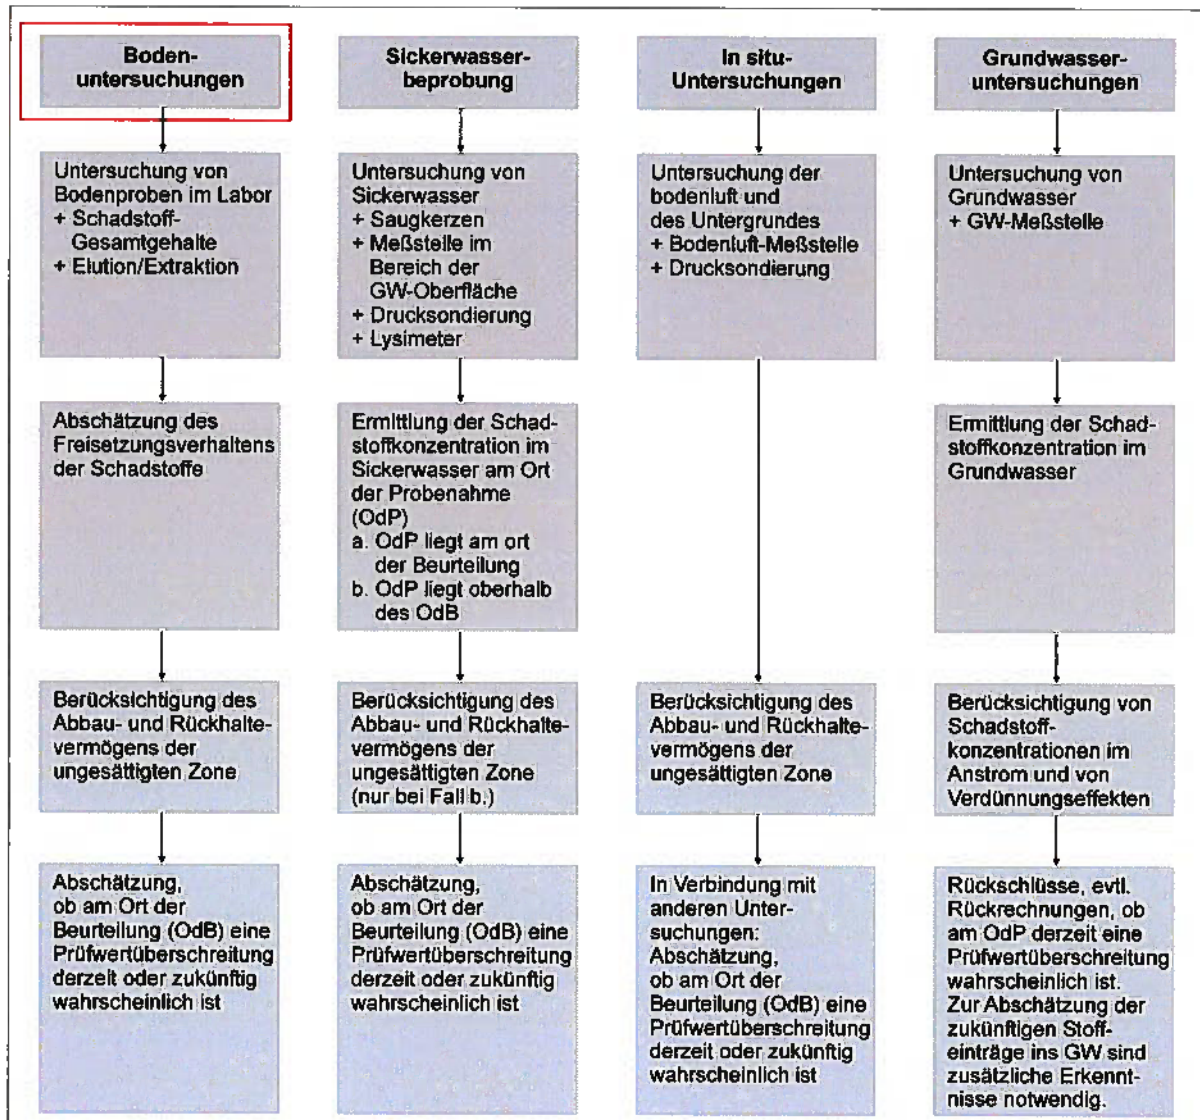 Boden-
untersuchungen
Untersuchung von
Bodenproben im Labor
+ Schadstoff-
Gesamtgehalte
+ Elution/Extraktion
Abschätzung des
Freisetzungsverhaltens
der Schadstoffe
Berücksichtigung des
Abbau- und Rückhalte-
vermögens der
ungesättigten Zone
Abschätzung,
ob am Ort der
Beurteilung (OdB) eine
Prüfwertüberschreitung
derzeit oder zukünftig
wahrscheinlich ist
Sickerwasser-
beprobung
Untersuchung von
Sickerwasser
+ Saugkerzen
+ Meßstelle im
Bereich der
GW-Oberfläche
+ Drucksondierung
+ Lysimeter
Ermittlung der Schad-
stoffkonzentration im
Sickerwasser am Ort
der Probenahme
(OdP)
a. OdP liegt am ort
der Beurteilung
b. OdP liegt oberhalb
des OdB
Berücksichtigung des
Abbau- und Rückhalte-
vermögens der
ungesättigten Zone
(nur bei Fall b.)
Abschätzung,
ob am Ort der
Beurteilung (OdB) eine
Prüfwertüberschreitung
derzeit oder zukünftig
wahrscheinlich ist
In situ-
Untersuchungen
Untersuchung der
bodenluft und
des Untergrundes
+ Bodenluft-Meßstelle
+ Drucksondierung
Berücksichtigung des
Abbau- und Rückhalte-
vermögens der
ungesättigten Zone
In Verbindung mit
anderen Unter-
suchungen:
Abschätzung,
ob am Ort der
Beurteilung (OdB) eine
Prüfwertüberschreitung
derzeit oder zukünftig
wahrscheinlich ist
Grundwasser-
untersuchungen
Untersuchung von
Grundwasser
+ GW-Meßstelle
Ermittlung der Schad-
stoffkonzentration im
Grundwasser
Berücksichtigung von
Schadstoff-
konzentrationen im
Anstrom und von
Verdünnungseffekten
Rückschlüsse, evtl.
Rückrechnungen, ob
am OdP derzeit eine
Prüfwertüberschreitung
wahrscheinlich ist.
Zur Abschätzung der
zukünftigen Stoff-
einträge ins GW sind
zusätzliche Erkennt-
nisse notwendig.